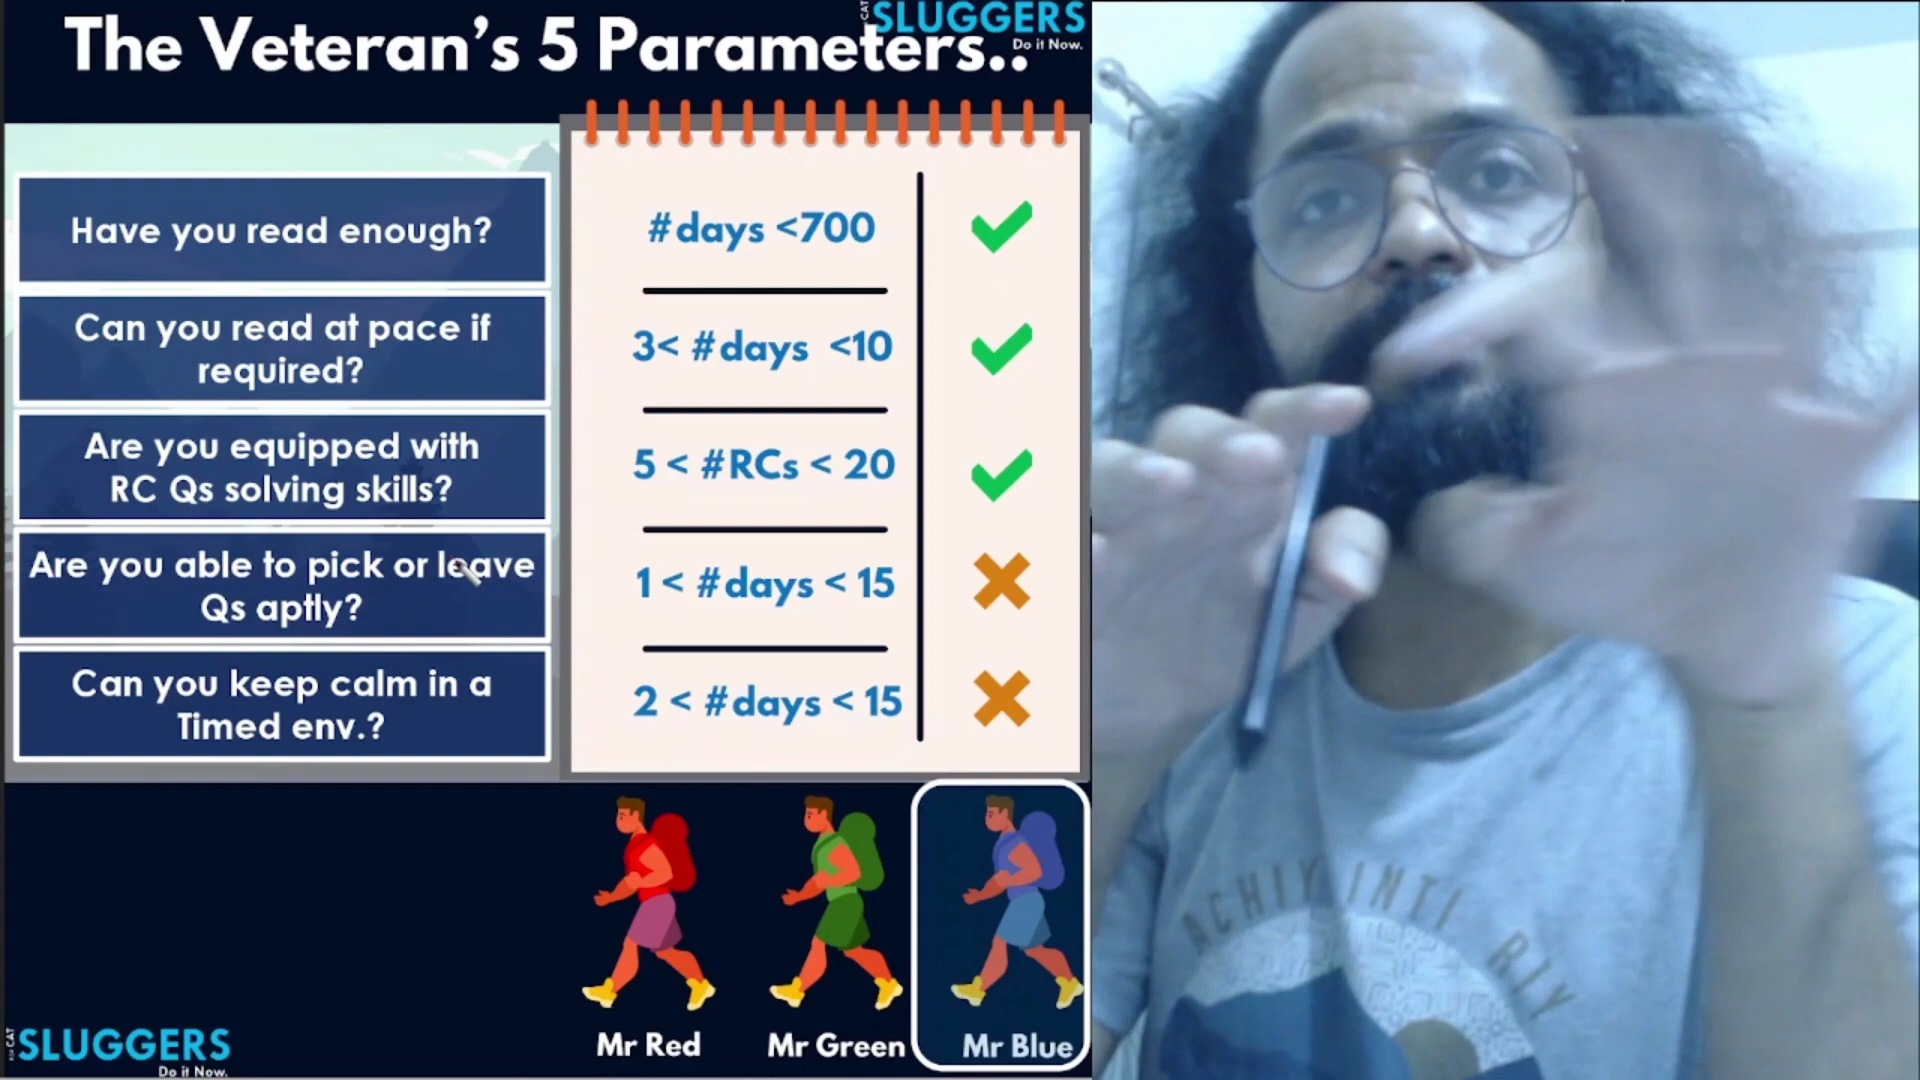 The Veteran's 5 Parameters..
CAT
SLUGGERS
Do it Now.
Have you read enough?
#days <700
Can you read at pace if
required?
3< #days <10
Are you equipped with
RC Qs solving skills?
5 < #RCs < 20
Are you able to pick or leave
Qs aptly?
1 < #days < 15
Can you keep calm in a
Timed env.?
2 < #days < 15
Mr Red
Mr Green
Mr Blue
SLUGGERS
Do it Now.
INTI